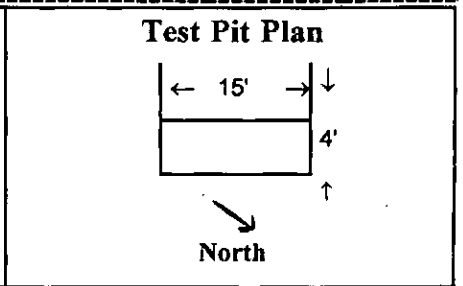 Test Pit Plan
← 15' → ↓
4'
↑
North